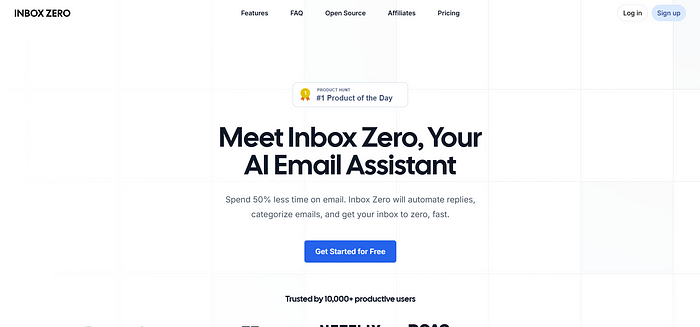 INBOX ZERO
Features
FAQ
Open Source
Affiliates
Pricing
Log in
Sign up
PRODUCT HUNT
#1 Product of the Day
Meet Inbox Zero, Your
AI Email Assistant
Spend 50% less time on email. Inbox Zero will automate replies,
categorize emails, and get your inbox to zero, fast.
Get Started for Free
Trusted by 10,000+ productive users